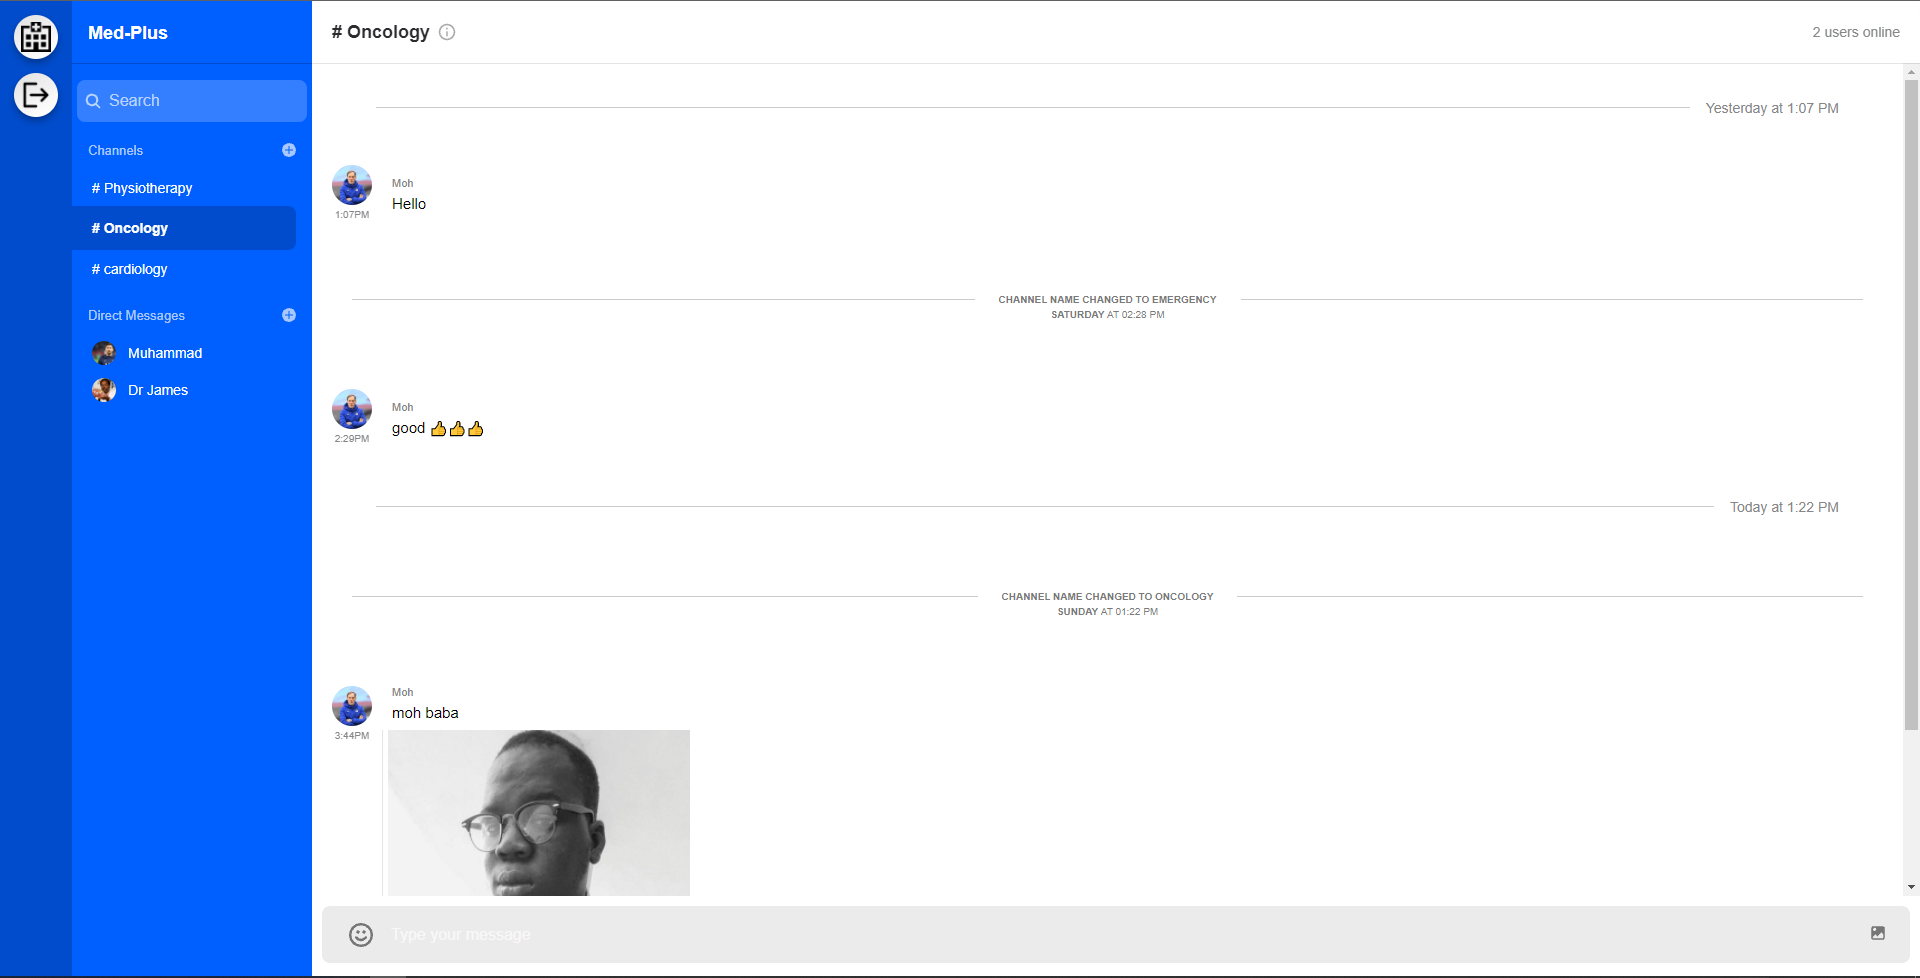 Med-Plus
Search
Channels
# Physiotherapy
# Oncology
# cardiology
Direct Messages
Muhammad
Dr James
# Oncology
2 users online
Yesterday at 1:07 PM
Moh
Hello
1:07PM
CHANNEL NAME CHANGED TO EMERGENCY
SATURDAY AT 02:28 PM
Moh
good 👍👍👍
2:29PM
Today at 1:22 PM
CHANNEL NAME CHANGED TO ONCOLOGY
SUNDAY AT 01:22 PM
Moh
moh baba
3:44PM
Type your message